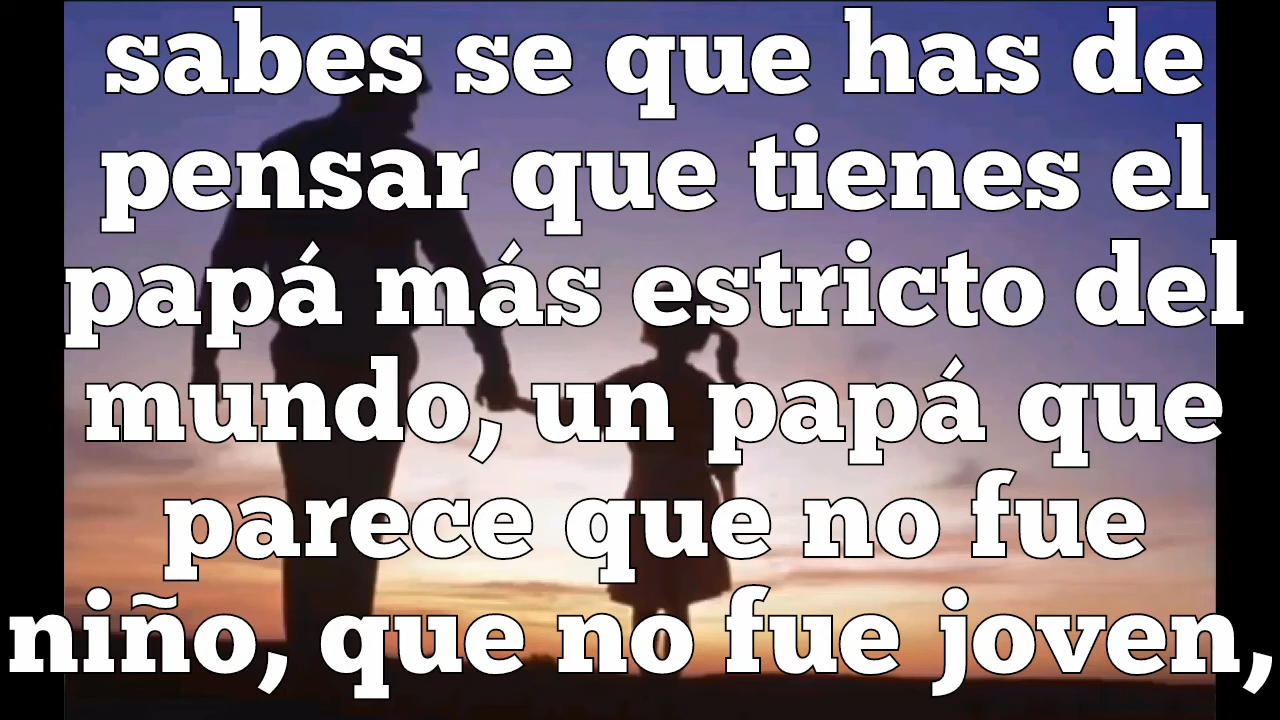 sabes se que has de
pensar que tienes el
papá más estricto del
mundo, un papá que
parece que no fue
niño, que no fue joven,